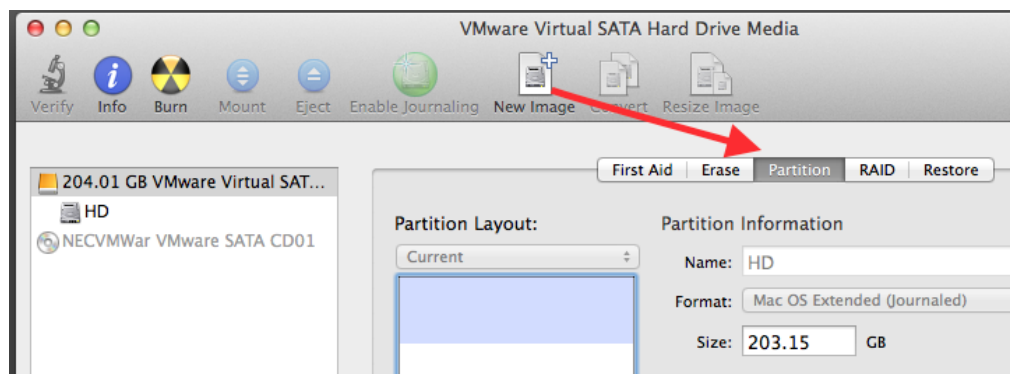 VMware Virtual SATA Hard Drive Media
Verify Info Burn Mount Eject Enable Journaling New Image Convert Resize Image
204.01 GB VMware Virtual SAT...
HD
NECVMWar VMware SATA CD01
First Aid Erase Partition RAID Restore
Partition Layout:
Current
Partition Information
Name: HD
Format: Mac OS Extended (Journaled)
Size: 203.15 GB